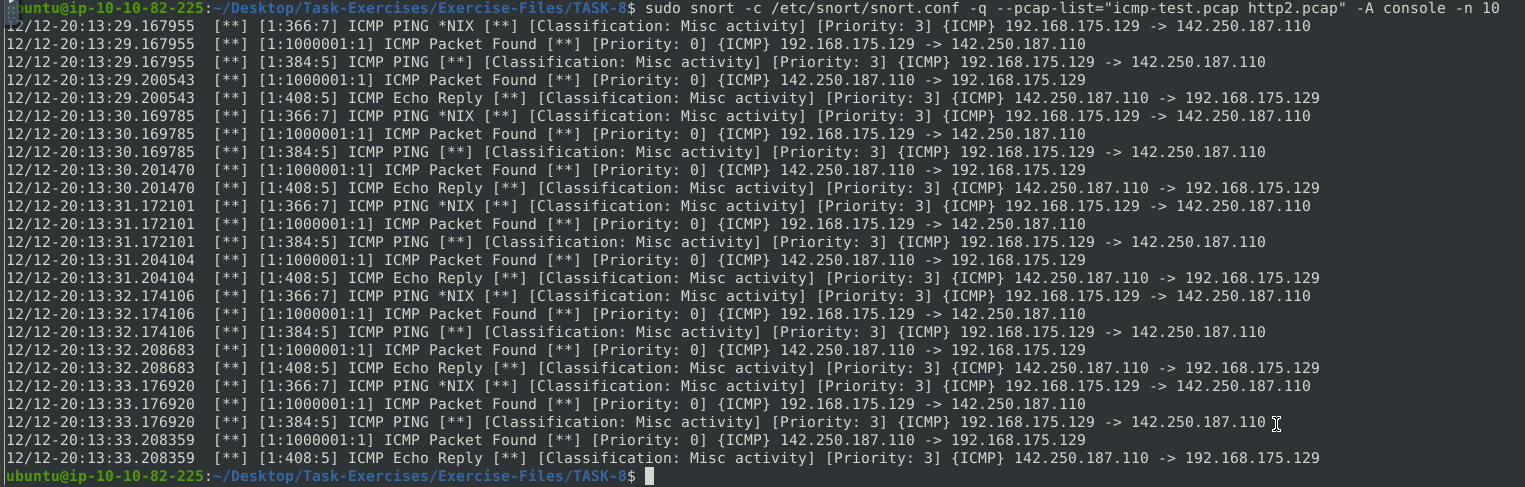 ubuntu@ip-10-10-82-225:~/Desktop/Task-Exercises/Exercise-Files/TASK-8$ sudo snort -c /etc/snort/snort.conf -q --pcap-list="icmp-test.pcap http2.pcap" -A console -n 10
12/12-20:13:29.167955  [**] [1:366:7] ICMP PING *NIX [**] [Classification: Misc activity] [Priority: 3] {ICMP} 192.168.175.129 -> 142.250.187.110
12/12-20:13:29.167955  [**] [1:1000001:1] ICMP Packet Found [**] [Priority: 0] {ICMP} 192.168.175.129 -> 142.250.187.110
12/12-20:13:29.167955  [**] [1:384:5] ICMP PING [**] [Classification: Misc activity] [Priority: 3] {ICMP} 192.168.175.129 -> 142.250.187.110
12/12-20:13:29.200543  [**] [1:1000001:1] ICMP Packet Found [**] [Priority: 0] {ICMP} 142.250.187.110 -> 192.168.175.129
12/12-20:13:29.200543  [**] [1:408:5] ICMP Echo Reply [**] [Classification: Misc activity] [Priority: 3] {ICMP} 142.250.187.110 -> 192.168.175.129
12/12-20:13:30.169785  [**] [1:366:7] ICMP PING *NIX [**] [Classification: Misc activity] [Priority: 3] {ICMP} 192.168.175.129 -> 142.250.187.110
12/12-20:13:30.169785  [**] [1:1000001:1] ICMP Packet Found [**] [Priority: 0] {ICMP} 192.168.175.129 -> 142.250.187.110
12/12-20:13:30.169785  [**] [1:384:5] ICMP PING [**] [Classification: Misc activity] [Priority: 3] {ICMP} 192.168.175.129 -> 142.250.187.110
12/12-20:13:30.201470  [**] [1:1000001:1] ICMP Packet Found [**] [Priority: 0] {ICMP} 142.250.187.110 -> 192.168.175.129
12/12-20:13:30.201470  [**] [1:408:5] ICMP Echo Reply [**] [Classification: Misc activity] [Priority: 3] {ICMP} 142.250.187.110 -> 192.168.175.129
12/12-20:13:31.172101  [**] [1:366:7] ICMP PING *NIX [**] [Classification: Misc activity] [Priority: 3] {ICMP} 192.168.175.129 -> 142.250.187.110
12/12-20:13:31.172101  [**] [1:1000001:1] ICMP Packet Found [**] [Priority: 0] {ICMP} 192.168.175.129 -> 142.250.187.110
12/12-20:13:31.172101  [**] [1:384:5] ICMP PING [**] [Classification: Misc activity] [Priority: 3] {ICMP} 192.168.175.129 -> 142.250.187.110
12/12-20:13:31.204104  [**] [1:1000001:1] ICMP Packet Found [**] [Priority: 0] {ICMP} 142.250.187.110 -> 192.168.175.129
12/12-20:13:31.204104  [**] [1:408:5] ICMP Echo Reply [**] [Classification: Misc activity] [Priority: 3] {ICMP} 142.250.187.110 -> 192.168.175.129
12/12-20:13:32.174106  [**] [1:366:7] ICMP PING *NIX [**] [Classification: Misc activity] [Priority: 3] {ICMP} 192.168.175.129 -> 142.250.187.110
12/12-20:13:32.174106  [**] [1:1000001:1] ICMP Packet Found [**] [Priority: 0] {ICMP} 192.168.175.129 -> 142.250.187.110
12/12-20:13:32.174106  [**] [1:384:5] ICMP PING [**] [Classification: Misc activity] [Priority: 3] {ICMP} 192.168.175.129 -> 142.250.187.110
12/12-20:13:32.208683  [**] [1:1000001:1] ICMP Packet Found [**] [Priority: 0] {ICMP} 142.250.187.110 -> 192.168.175.129
12/12-20:13:32.208683  [**] [1:408:5] ICMP Echo Reply [**] [Classification: Misc activity] [Priority: 3] {ICMP} 142.250.187.110 -> 192.168.175.129
12/12-20:13:33.176920  [**] [1:366:7] ICMP PING *NIX [**] [Classification: Misc activity] [Priority: 3] {ICMP} 192.168.175.129 -> 142.250.187.110
12/12-20:13:33.176920  [**] [1:1000001:1] ICMP Packet Found [**] [Priority: 0] {ICMP} 192.168.175.129 -> 142.250.187.110
12/12-20:13:33.176920  [**] [1:384:5] ICMP PING [**] [Classification: Misc activity] [Priority: 3] {ICMP} 192.168.175.129 -> 142.250.187.110
12/12-20:13:33.208359  [**] [1:1000001:1] ICMP Packet Found [**] [Priority: 0] {ICMP} 142.250.187.110 -> 192.168.175.129
12/12-20:13:33.208359  [**] [1:408:5] ICMP Echo Reply [**] [Classification: Misc activity] [Priority: 3] {ICMP} 142.250.187.110 -> 192.168.175.129
ubuntu@ip-10-10-82-225:~/Desktop/Task-Exercises/Exercise-Files/TASK-8$